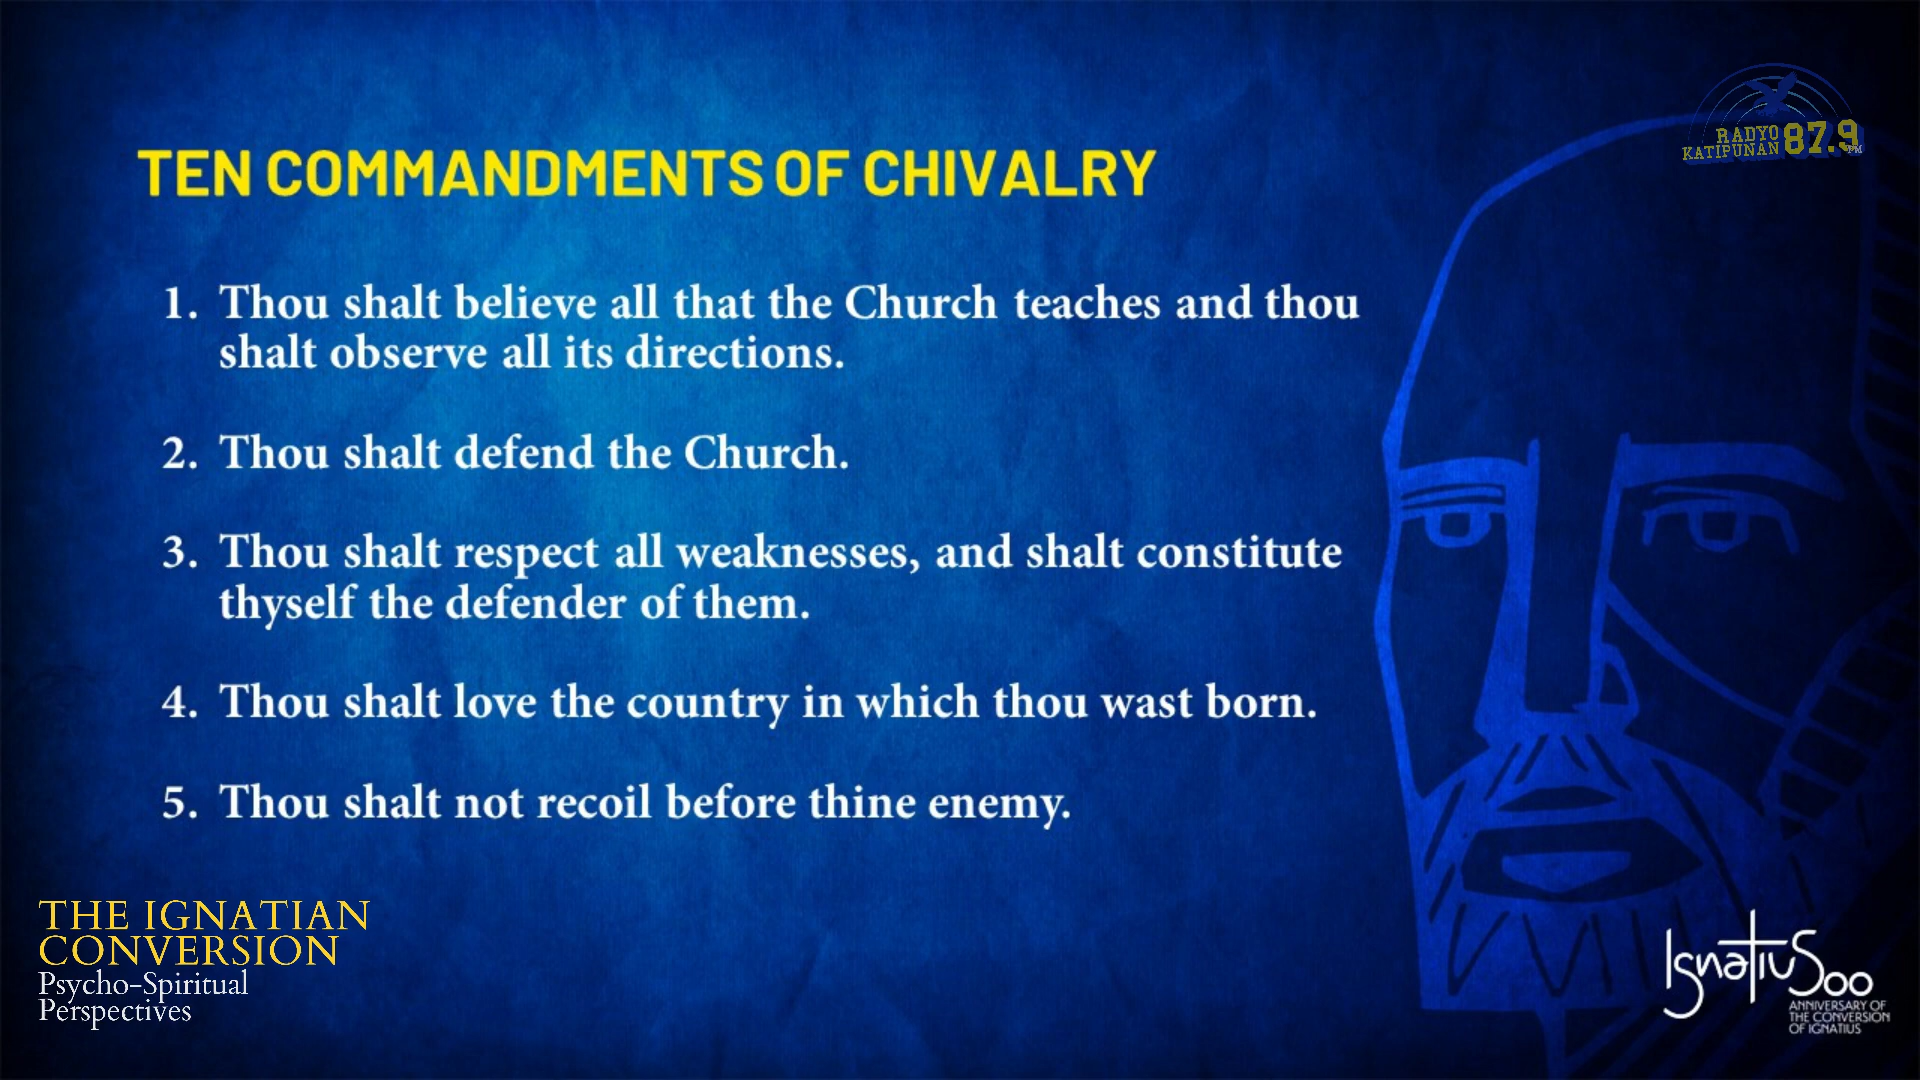 RADYO
KATIPUNAN 87.9 FM
TEN COMMANDMENTS OF CHIVALRY
1. Thou shalt believe all that the Church teaches and thou
shalt observe all its directions.
2. Thou shalt defend the Church.
3. Thou shalt respect all weaknesses, and shalt constitute
thyself the defender of them.
4. Thou shalt love the country in which thou wast born.
5. Thou shalt not recoil before thine enemy.
THE IGNATIAN
CONVERSION
Psycho-Spiritual
Perspectives
Ignatius500
ANNIVERSARY OF
THE CONVERSION
OF IGNATIUS